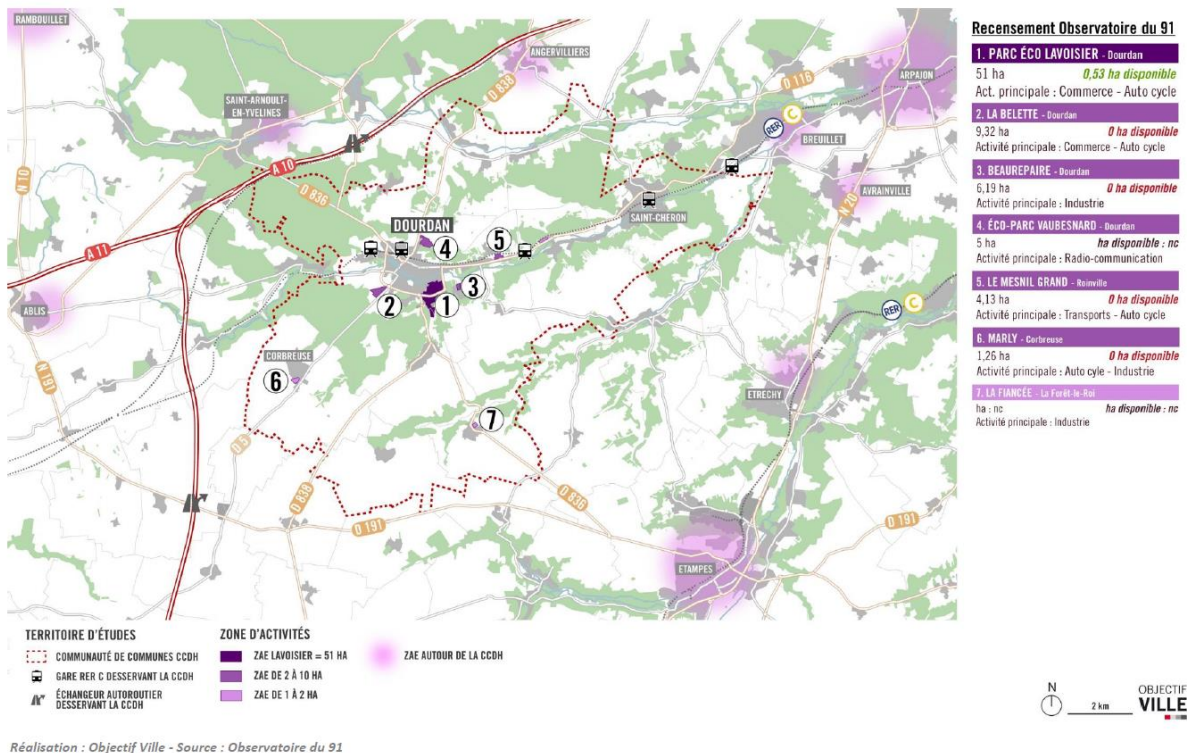 RAMBOUILLET
ANGERVILLIERS
D 838
D 116
ARPAJON
SAINT-ARNOULT-
EN-YVELINES
RER
C
BREUILLET
N 10
A 10
D 836
AVRAINVILLE
N 20
SAINT-CHERON
DOURDAN
A 11
4
5
2
1
3
ABLIS
RER
C
CORBREUSE
6
N 191
ETRECHY
7
D 5
D 838
D 836
D 191
D 191
ETAMPES
Recensement Observatoire du 91
1. PARC ÉCO LAVOISIER - Dourdan
51 ha 0,53 ha disponible
Act. principale : Commerce - Auto cycle
2. LA BELETTE - Dourdan
9,32 ha 0 ha disponible
Activité principale : Commerce - Auto cycle
3. BEAUREPAIRE - Dourdan
6,19 ha 0 ha disponible
Activité principale : Industrie
4. ÉCO-PARC VAUBESNARD - Dourdan
5 ha ha disponible : nc
Activité principale : Radio-communication
5. LE MESNIL GRAND - Roinville
4,13 ha 0 ha disponible
Activité principale : Transports - Auto cycle
6. MARLY - Corbreuse
1,26 ha 0 ha disponible
Activité principale : Auto cyle - Industrie
7. LA FIANCÉE - La Forêt-le-Roi
ha : nc ha disponible : nc
Activité principale : Industrie
TERRITOIRE D'ÉTUDES
COMMUNAUTÉ DE COMMUNES CCDH
GARE RER C DESSERVANT LA CCDH
ÉCHANGEUR AUTOROUTIER
DESSERVANT LA CCDH
ZONE D'ACTIVITÉS
ZAE LAVOISIER = 51 HA
ZAE DE 2 À 10 HA
ZAE DE 1 À 2 HA
ZAE AUTOUR DE LA CCDH
N
2 km
OBJECTIF
VILLE
Réalisation : Objectif Ville - Source : Observatoire du 91